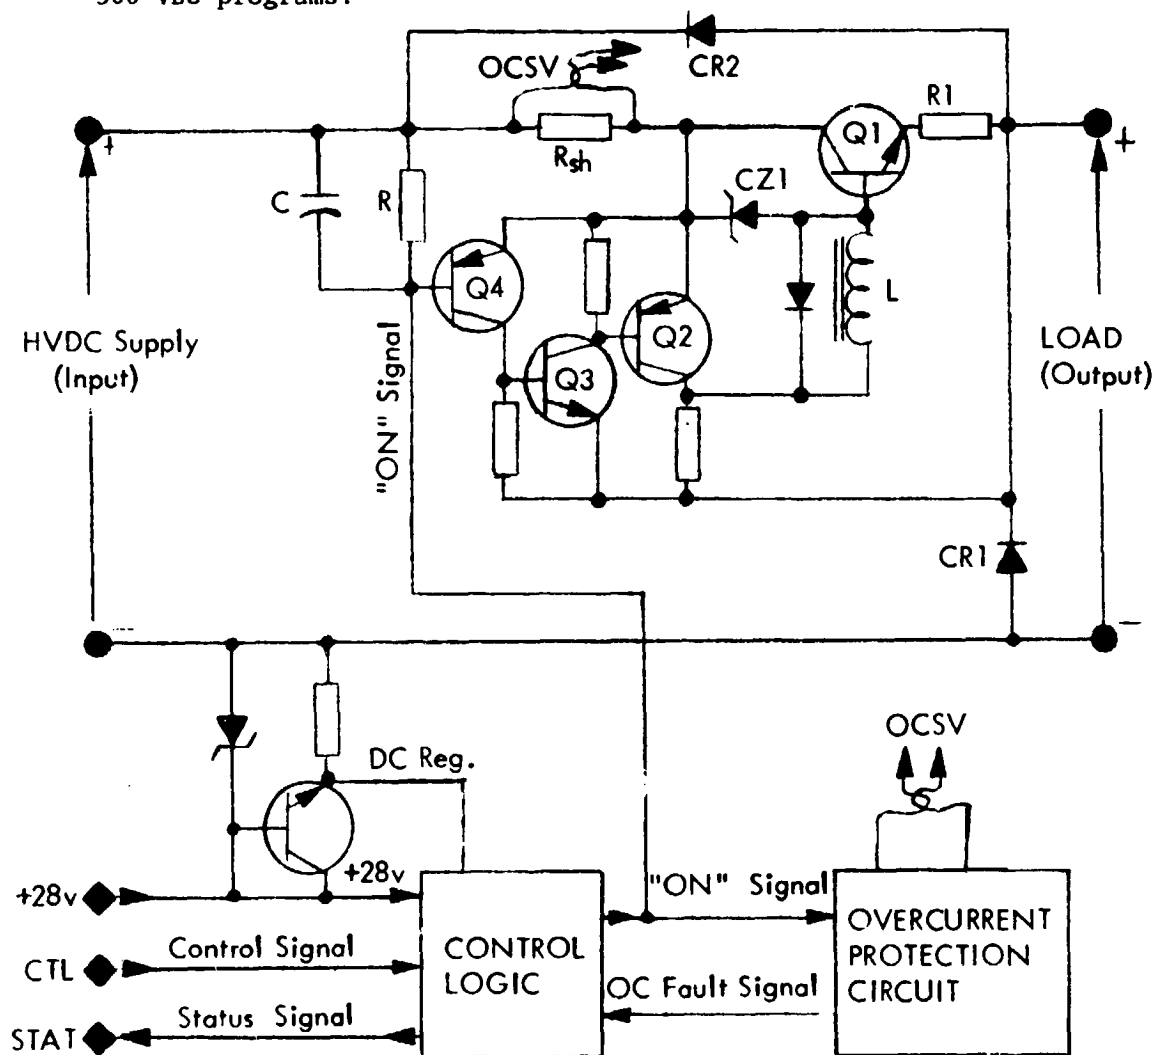 300 VDC programs.
OCSV
CR2
R1
+
Q1
+
Rsh
CZ1
C
R
Q4
L
Q2
HVDC Supply
(Input)
LOAD
(Output)
Q3
"ON" Signal
CR1
–
–
OCSV
DC Reg.
+28v
+28v
"ON" Signal
CONTROL
LOGIC
OVERCURRENT
PROTECTION
CIRCUIT
Control Signal
CTL
OC Fault Signal
Status Signal
STAT